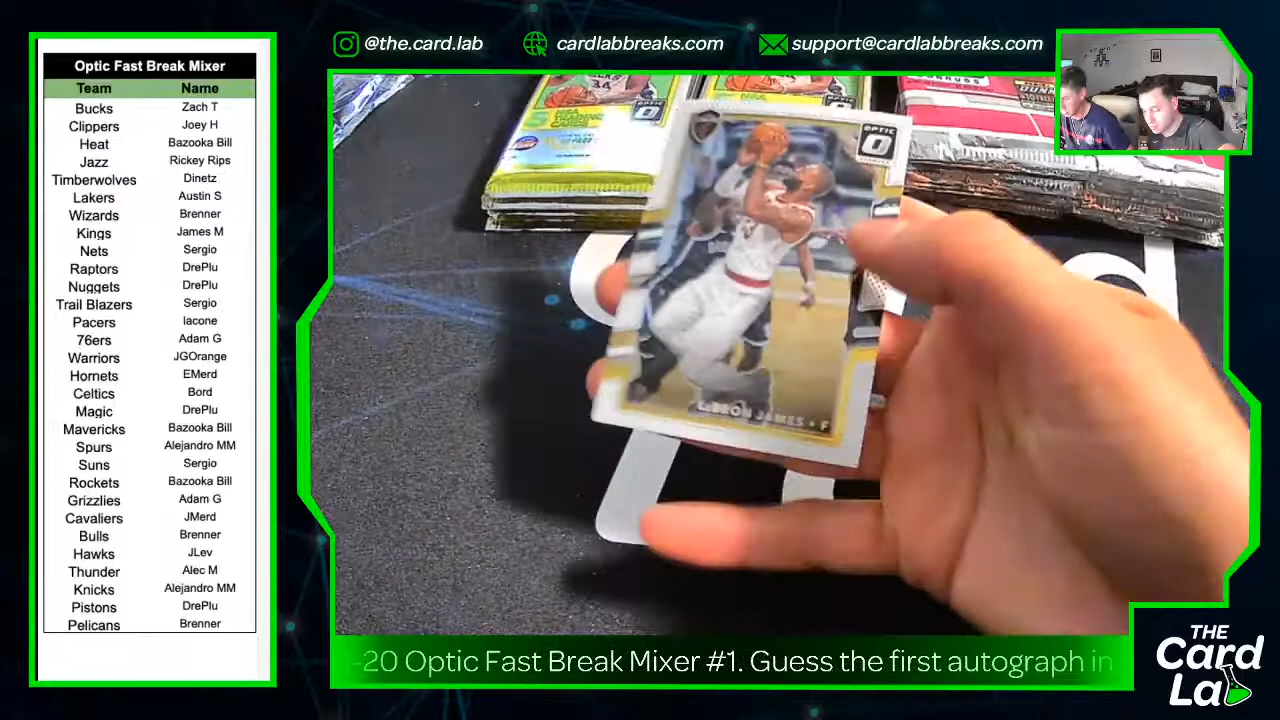 @the.card.lab
cardlabbreaks.com
support@cardlabbreaks.com
Optic Fast Break Mixer
Team Name
Bucks Zach T
Clippers Joey H
Heat Bazooka Bill
Jazz Rickey Rips
Timberwolves Dinetz
Lakers Austin S
Wizards Brenner
Kings James M
Nets Sergio
Raptors DrePlu
Nuggets DrePlu
Trail Blazers Sergio
Pacers Iacone
76ers Adam G
Warriors JGOrange
Hornets EMerd
Celtics Bord
Magic DrePlu
Mavericks Bazooka Bill
Spurs Alejandro MM
Suns Sergio
Rockets Bazooka Bill
Grizzlies Adam G
Cavaliers JMerd
Bulls Brenner
Hawks JLev
Thunder Alec M
Knicks Alejandro MM
Pistons DrePlu
Pelicans Brenner
34
OPTIC
LEBRON JAMES • F
-20 Optic Fast Break Mixer #1. Guess the first autograph in
THE
Card
Lab